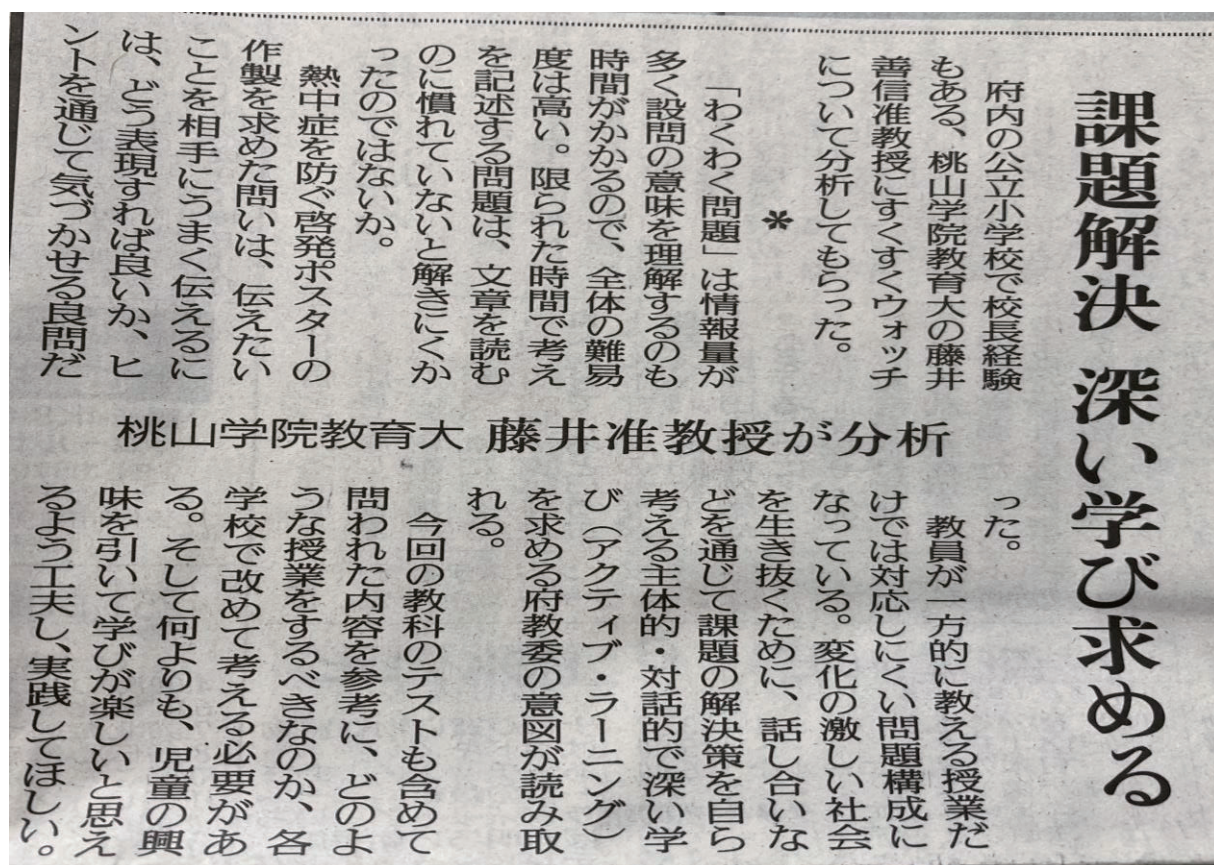 課題解決 深い学び求める
桃山学院教育大 藤井准教授が分析
府内の公立小学校で校長経験
もある、桃山学院教育大の藤井
善信准教授にすくすくウォッチ
について分析してもらった。
*
「わくわく問題」は情報量が
多く設問の意味を理解するのも
時間がかかるので、全体の難易
度は高い。限られた時間で考え
を記述する問題は、文章を読む
のに慣れていないと解きにくか
ったのではないか。
熱中症を防ぐ啓発ポスターの
作製を求めた問いは、伝えたい
ことを相手にうまく伝えるに
は、どう表現すれば良いか、ヒ
ントを通じて気づかせる良問だ
った。
教員が一方的に教える授業だ
けでは対応しにくい問題構成に
なっている。変化の激しい社会
を生き抜くために、話し合いな
どを通じて課題の解決策を自ら
考える主体的・対話的で深い学
び(アクティブ・ラーニング)
を求める府教委の意図が読み取
れる。
今回の教科のテストも含めて
問われた内容を参考に、どのよ
うな授業をするべきなのか、各
学校で改めて考える必要があ
る。そして何よりも、児童の興
味を引いて学びが楽しいと思え
るよう工夫し、実践してほしい。